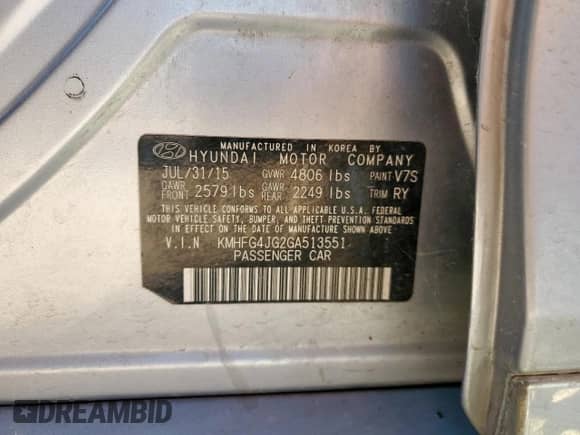 MANUFACTURED IN KOREA BY
HYUNDAI MOTOR COMPANY
JUL/31/15 GVWR 4806 lbs PAINT V7S
GAWR FRONT 2579 lbs GAWR REAR 2249 lbs TRIM RY
THIS VEHICLE CONFORMS TO ALL APPLICABLE U.S.A. FEDERAL
MOTOR VEHICLE SAFETY, BUMPER, AND THEFT PREVENTION STANDARDS
IN EFFECT ON THE DATE OF MANUFACTURE SHOWN ABOVE.
V.I.N KMHFG4JG2GA513551
PASSENGER CAR
DREAMBID